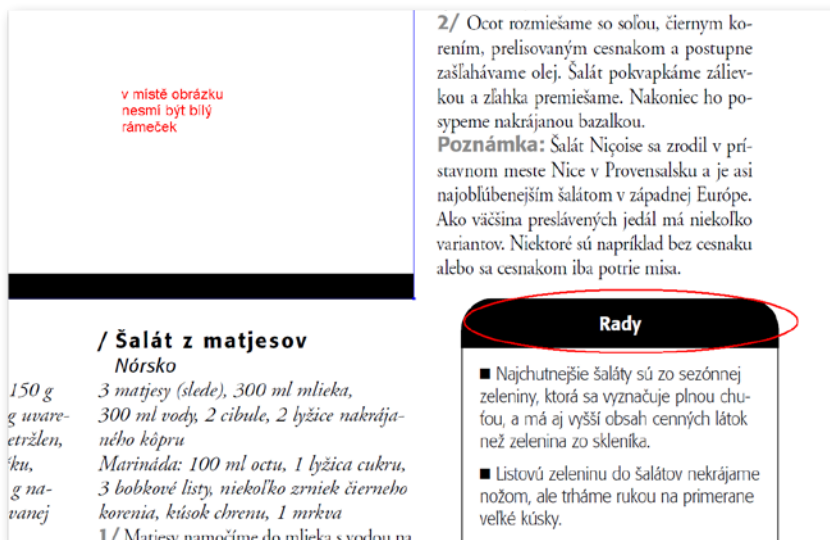 v místě obrázku
nesmí být bílý
rámeček
/ Šalát z matjesov
Nórsko
3 matjesy (slede), 300 ml mlieka,
300 ml vody, 2 cibule, 2 lyžice nakrája-
ného kôpru
Marináda: 100 ml octu, 1 lyžica cukru,
3 bobkové listy, niekoľko zrniek čierneho
korenia, kúsok chrenu, 1 mrkva
1/ Matjesy namočíme do mlieka s vodou na
150 g
g uvare-
etržlen,
ku,
g na-
vanej
2/ Ocot rozmiešame so soľou, čiernym ko-
rením, prelisovaným cesnakom a postupne
zašľahávame olej. Šalát pokvapkáme záliev-
kou a zľahka premiešame. Nakoniec ho po-
sypeme nakrájanou bazalkou.
Poznámka: Šalát Niçoise sa zrodil v prí-
stavnom meste Nice v Provensalsku a je asi
najobľúbenejším šalátom v západnej Európe.
Ako väčšina preslávených jedál má niekoľko
variantov. Niektoré sú napríklad bez cesnaku
alebo sa cesnakom iba potrie misa.
Rady
■ Najchutnejšie šaláty sú zo sezónnej
zeleniny, ktorá sa vyznačuje plnou chu-
ťou, a má aj vyšší obsah cenných látok
než zelenina zo skleníka.
■ Listovú zeleninu do šalátov nekrájame
nožom, ale trháme rukou na primerane
veľké kúsky.